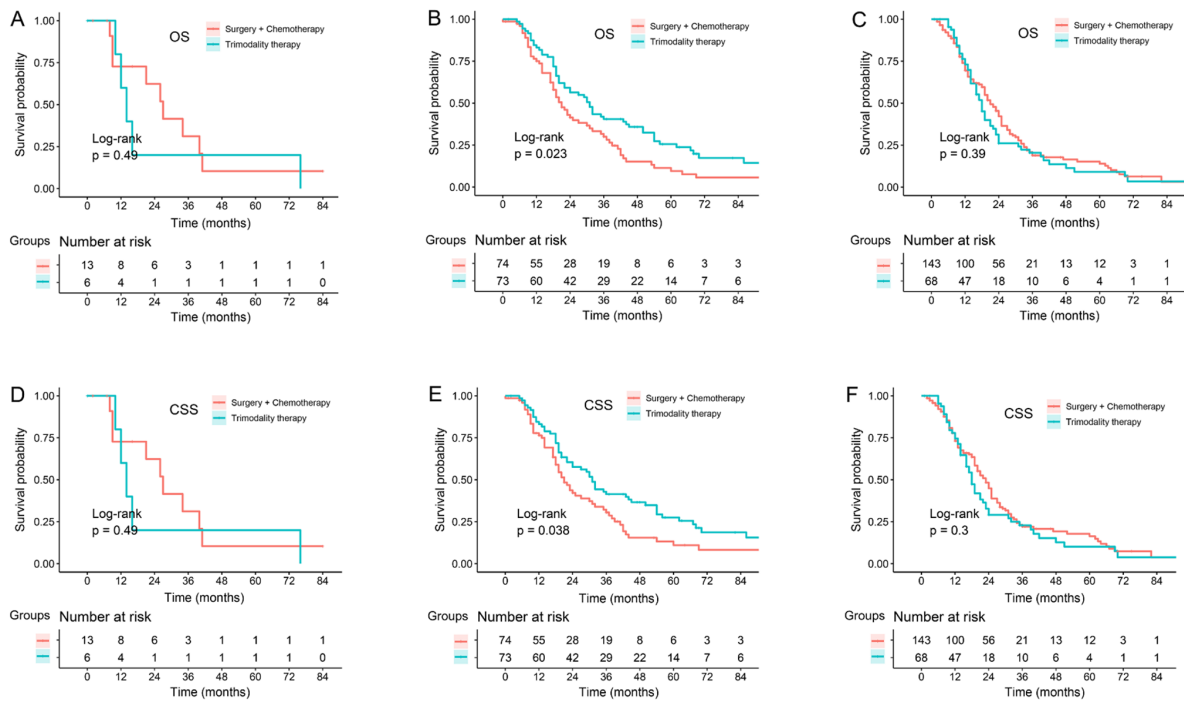 A
OS
Surgery + Chemotherapy
Trimodality therapy
Survival probability
1.00
0.75
0.50
0.25
0.00
Log-rank
p = 0.49
0 12 24 36 48 60 72 84
Time (months)
Groups Number at risk
13 8 6 3 1 1 1 1
6 4 1 1 1 1 1 0
0 12 24 36 48 60 72 84
Time (months)
B
OS
Surgery + Chemotherapy
Trimodality therapy
Survival probability
1.00
0.75
0.50
0.25
0.00
Log-rank
p = 0.023
0 12 24 36 48 60 72 84
Time (months)
Groups Number at risk
74 55 28 19 8 6 3 3
73 60 42 29 22 14 7 6
0 12 24 36 48 60 72 84
Time (months)
C
OS
Surgery + Chemotherapy
Trimodality therapy
Survival probability
1.00
0.75
0.50
0.25
0.00
Log-rank
p = 0.39
0 12 24 36 48 60 72 84
Time (months)
Groups Number at risk
143 100 56 21 13 12 3 1
68 47 18 10 6 4 1 1
0 12 24 36 48 60 72 84
Time (months)
D
CSS
Surgery + Chemotherapy
Trimodality therapy
Survival probability
1.00
0.75
0.50
0.25
0.00
Log-rank
p = 0.49
0 12 24 36 48 60 72 84
Time (months)
Groups Number at risk
13 8 6 3 1 1 1 1
6 4 1 1 1 1 1 0
0 12 24 36 48 60 72 84
Time (months)
E
CSS
Surgery + Chemotherapy
Trimodality therapy
Survival probability
1.00
0.75
0.50
0.25
0.00
Log-rank
p = 0.038
0 12 24 36 48 60 72 84
Time (months)
Groups Number at risk
74 55 28 19 8 6 3 3
73 60 42 29 22 14 7 6
0 12 24 36 48 60 72 84
Time (months)
F
CSS
Surgery + Chemotherapy
Trimodality therapy
Survival probability
1.00
0.75
0.50
0.25
0.00
Log-rank
p = 0.3
0 12 24 36 48 60 72 84
Time (months)
Groups Number at risk
143 100 56 21 13 12 3 1
68 47 18 10 6 4 1 1
0 12 24 36 48 60 72 84
Time (months)